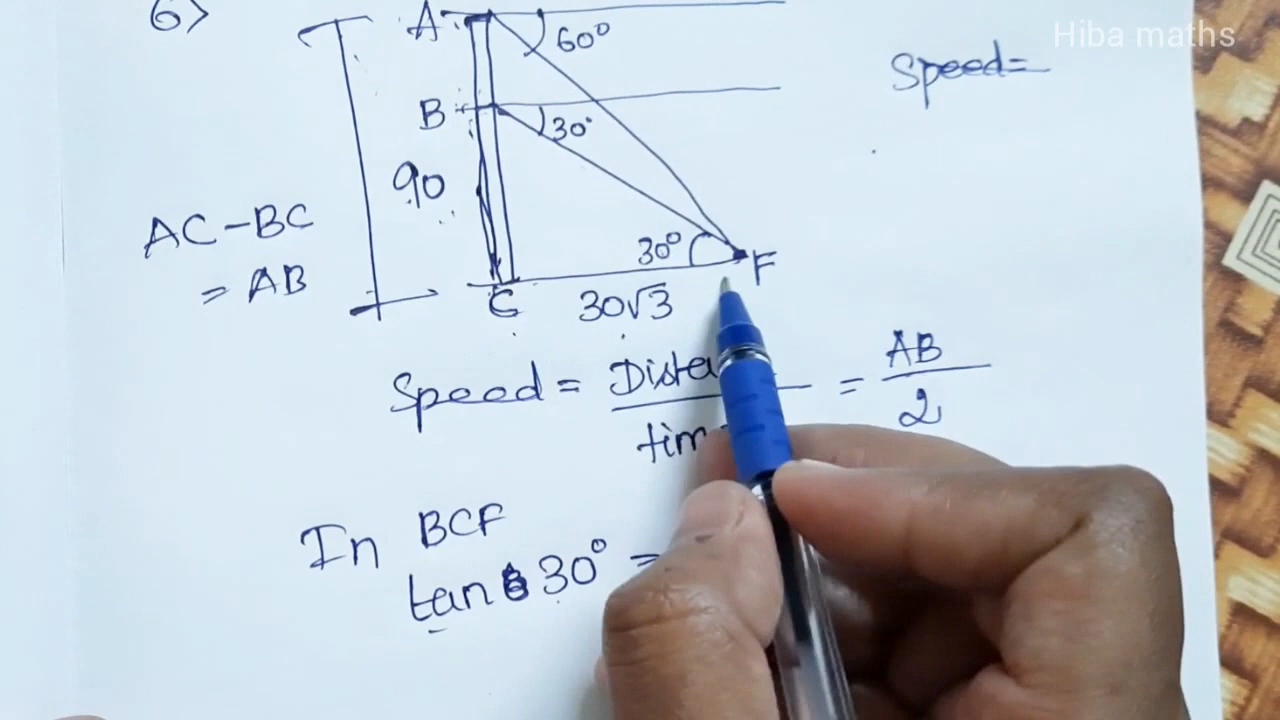 6)
Hiba maths
A
60°
Speed=
B
30°
90
AC-BC
= AB
30°
F
C
30√3
Speed = = AB/2
In BCF
tan 30° =